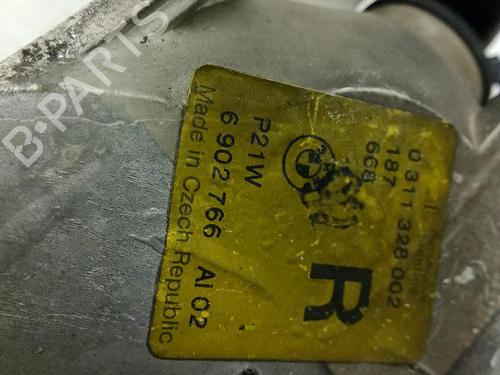 B-PARTS
0 311 328 002
187
668
R
P21W
6 902 766 AI 02
Made in Czech Republic